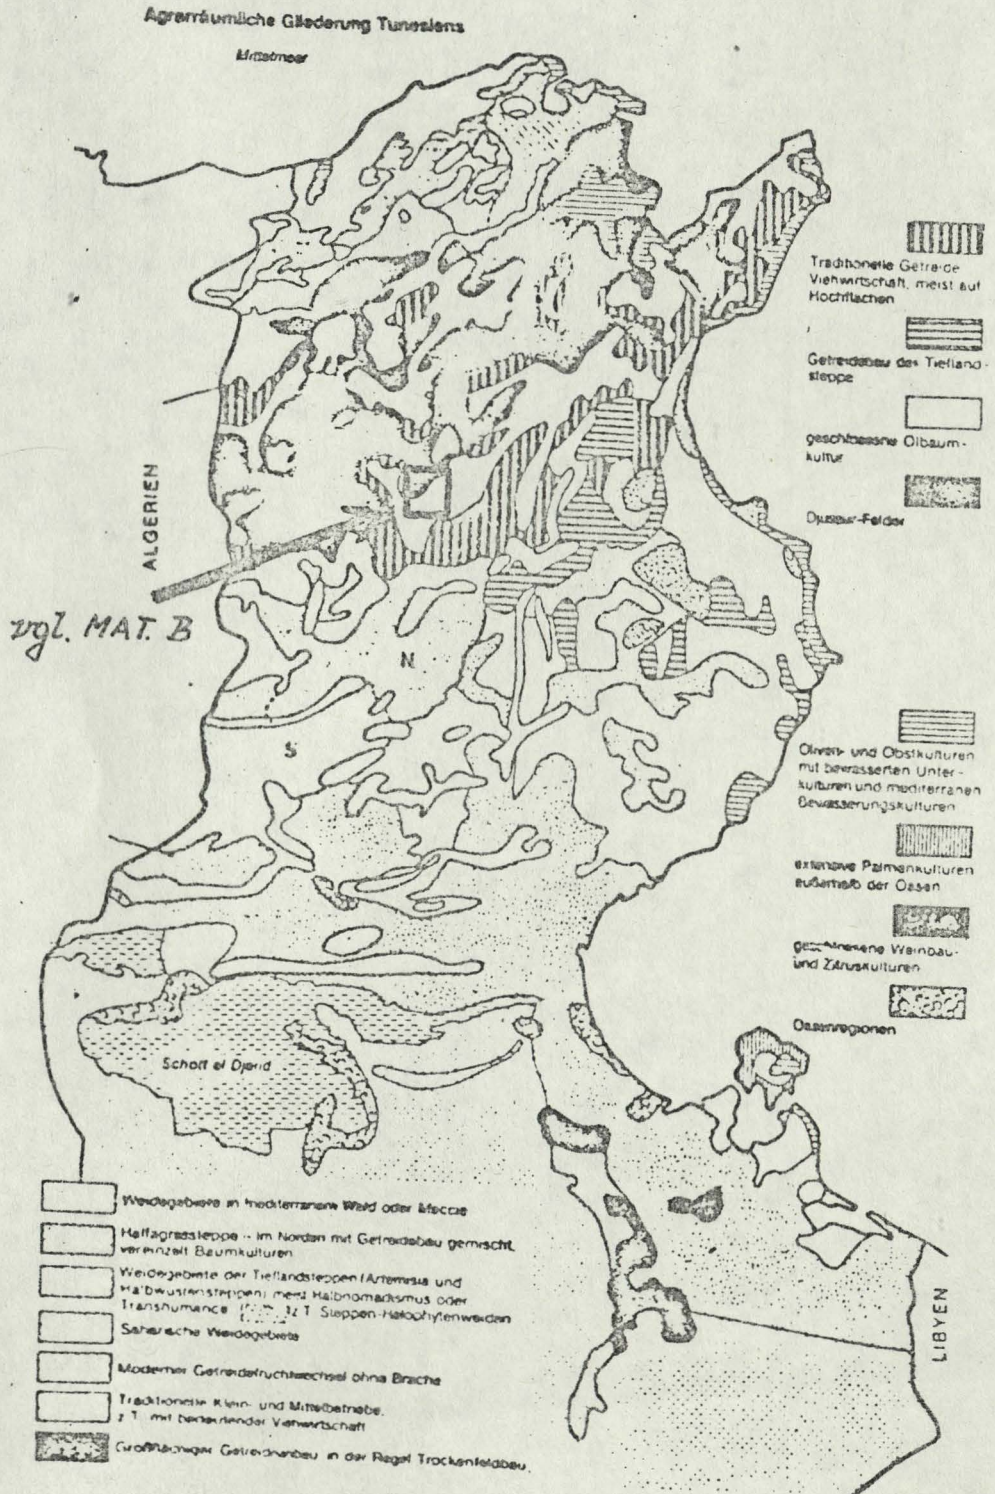 Agrarräumliche Gliederung Tunesiens
Mittelmeer
Traditionelle Getreide
Viehwirtschaft, meist auf
Hochflächen
Getreidebau des Tiefland-
steppe
geschlossene Ölbaum-
kultur
Djusur-Felder
ALGERIEN
vgl. MAT. B
N
S
Oliven- und Obstkulturen
mit bewässerten Unter-
kulturen und mediterranen
Bewässerungskulturen
extensive Palmenkulturen
außerhalb der Oasen
geschlossene Weinbau-
und Zitruskulturen
Oasenregionen
Schott el Djerid
Weidegebiete in mediterranem Wald oder Maccie
Halfagrassteppe - im Norden mit Getreidebau gemischt,
vereinzelt Baumkulturen
Weidegebiete der Tieflandsteppen (Artemisia und
Halbwüstensteppen) meist Halbnomadismus oder
Transhumance z.T. Steppen-Halophytenweiden
Saharische Weidegebiete
Moderner Getreidefruchtwechsel ohne Brache
Traditionelle Klein- und Mittelbetriebe,
z.T. mit bedeutender Viehwirtschaft
Großflächiger Getreideanbau in der Regel Trockenfeldbau
LIBYEN